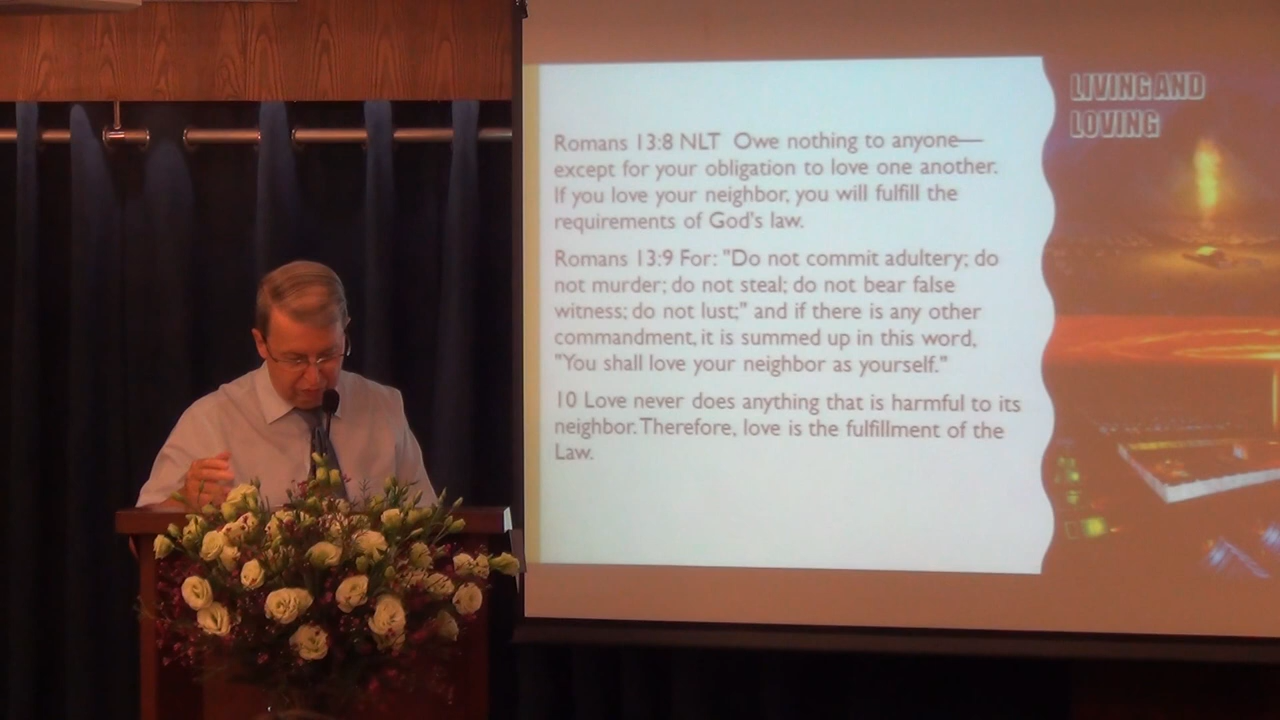 LIVING AND
LOVING
Romans 13:8 NLT  Owe nothing to anyone—
except for your obligation to love one another.
If you love your neighbor, you will fulfill the
requirements of God's law.
Romans 13:9 For: "Do not commit adultery; do
not murder; do not steal; do not bear false
witness; do not lust;" and if there is any other
commandment, it is summed up in this word,
"You shall love your neighbor as yourself."
10 Love never does anything that is harmful to its
neighbor. Therefore, love is the fulfillment of the
Law.